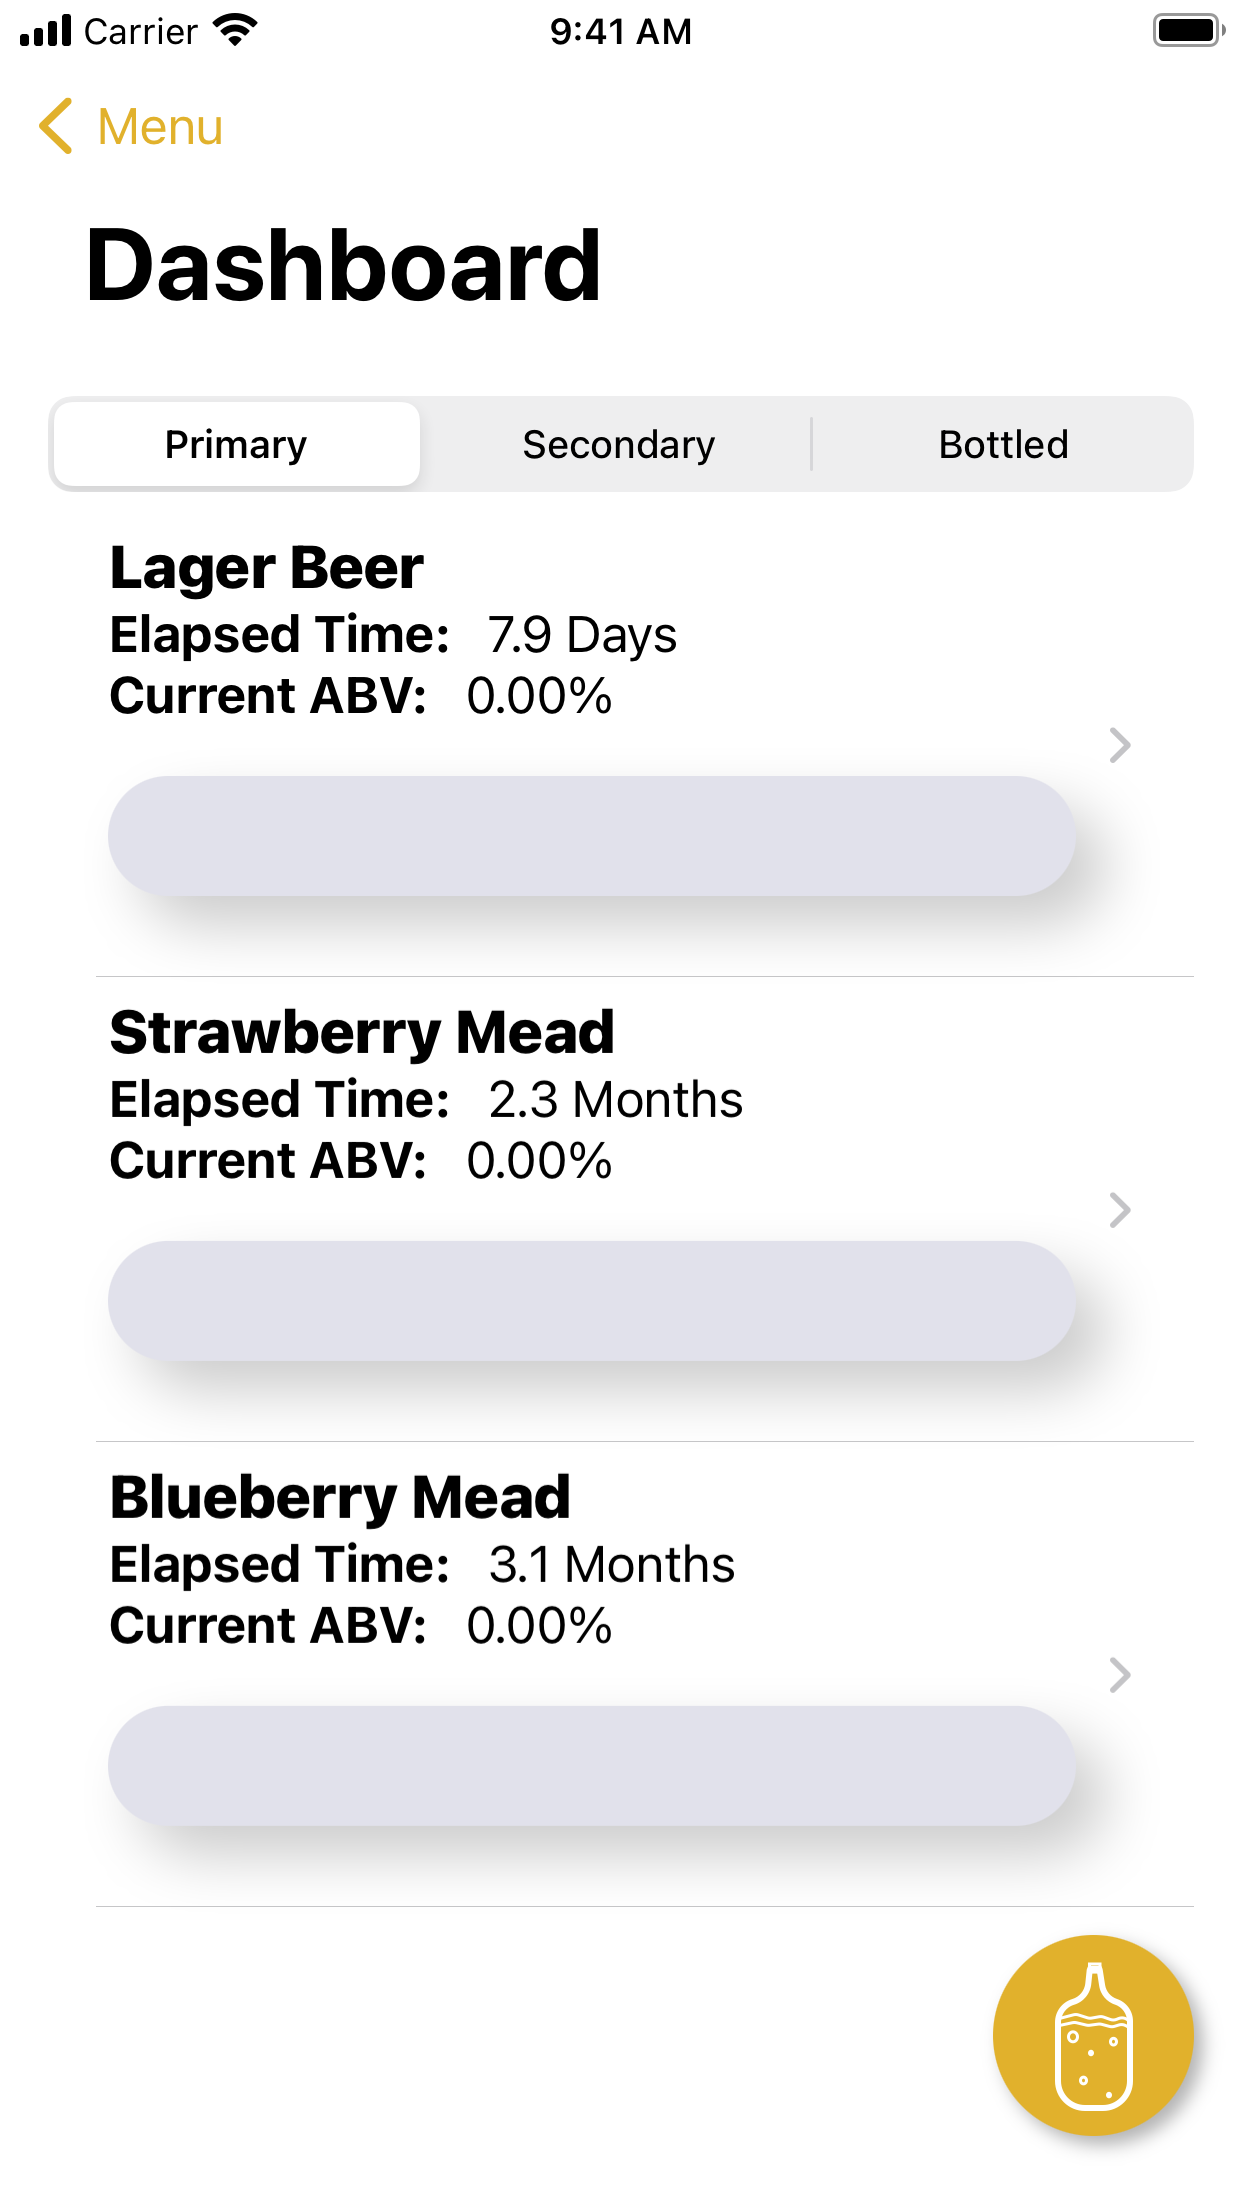 Carrier 9:41 AM
Menu
Dashboard
Primary Secondary Bottled
Lager Beer
Elapsed Time: 7.9 Days
Current ABV: 0.00%
Strawberry Mead
Elapsed Time: 2.3 Months
Current ABV: 0.00%
Blueberry Mead
Elapsed Time: 3.1 Months
Current ABV: 0.00%